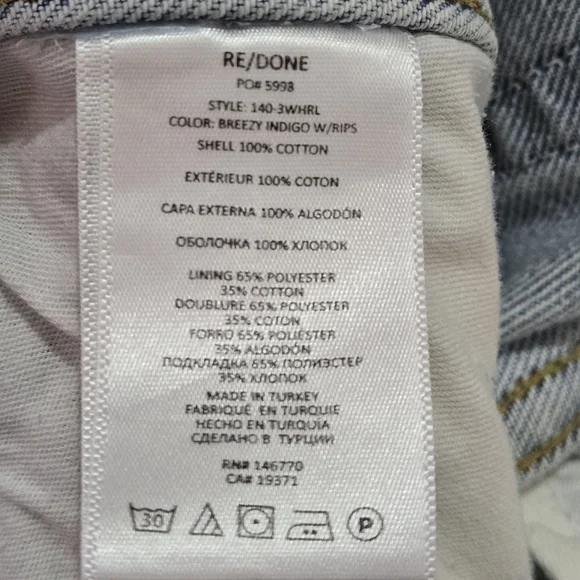 RE/DONE
PO# 5998
STYLE: 140-3WHRL
COLOR: BREEZY INDIGO W/RIPS
SHELL 100% COTTON
EXTÉRIEUR 100% COTON
CAPA EXTERNA 100% ALGODÓN
ОБОЛОЧКА 100% ХЛОПОК
LINING 65% POLYESTER
35% COTTON
DOUBLURE 65% POLYESTER
35% COTON
FORRO 65% POLIÉSTER
35% ALGODÓN
ПОДКЛАДКА 65% ПОЛИЭСТЕР
35% ХЛОПОК
MADE IN TURKEY
FABRIQUÉ EN TURQUIE
HECHO EN TURQUÍA
СДЕЛАНО В ТУРЦИИ
RN# 146770
CA# 19371
30 P